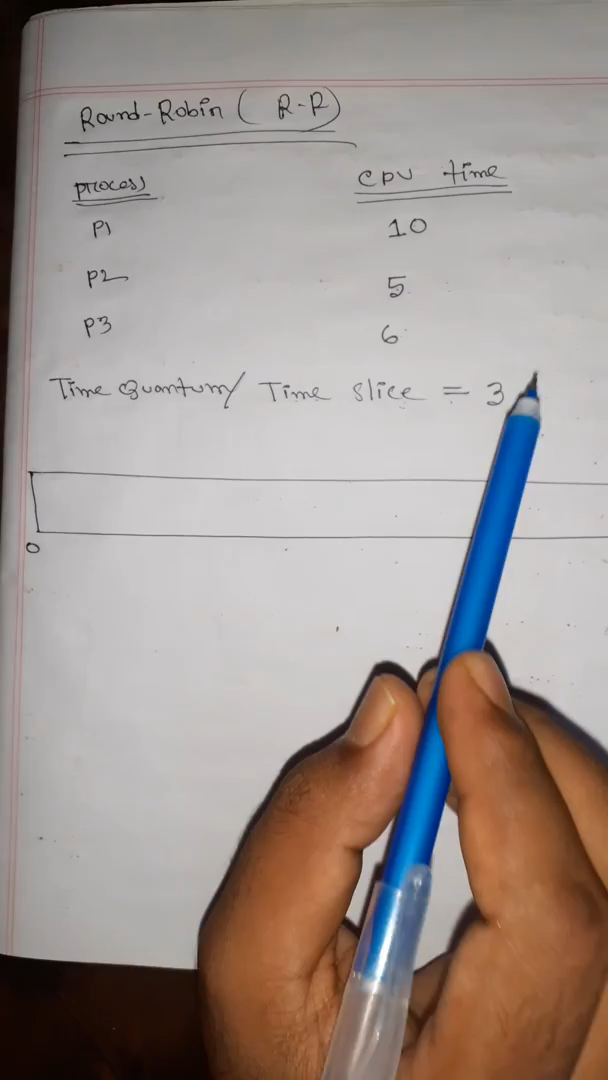 Round-Robin ( R-R)
process CPU time
P1 10
P2 5
P3 6
Time Quantum/ Time slice = 3
0